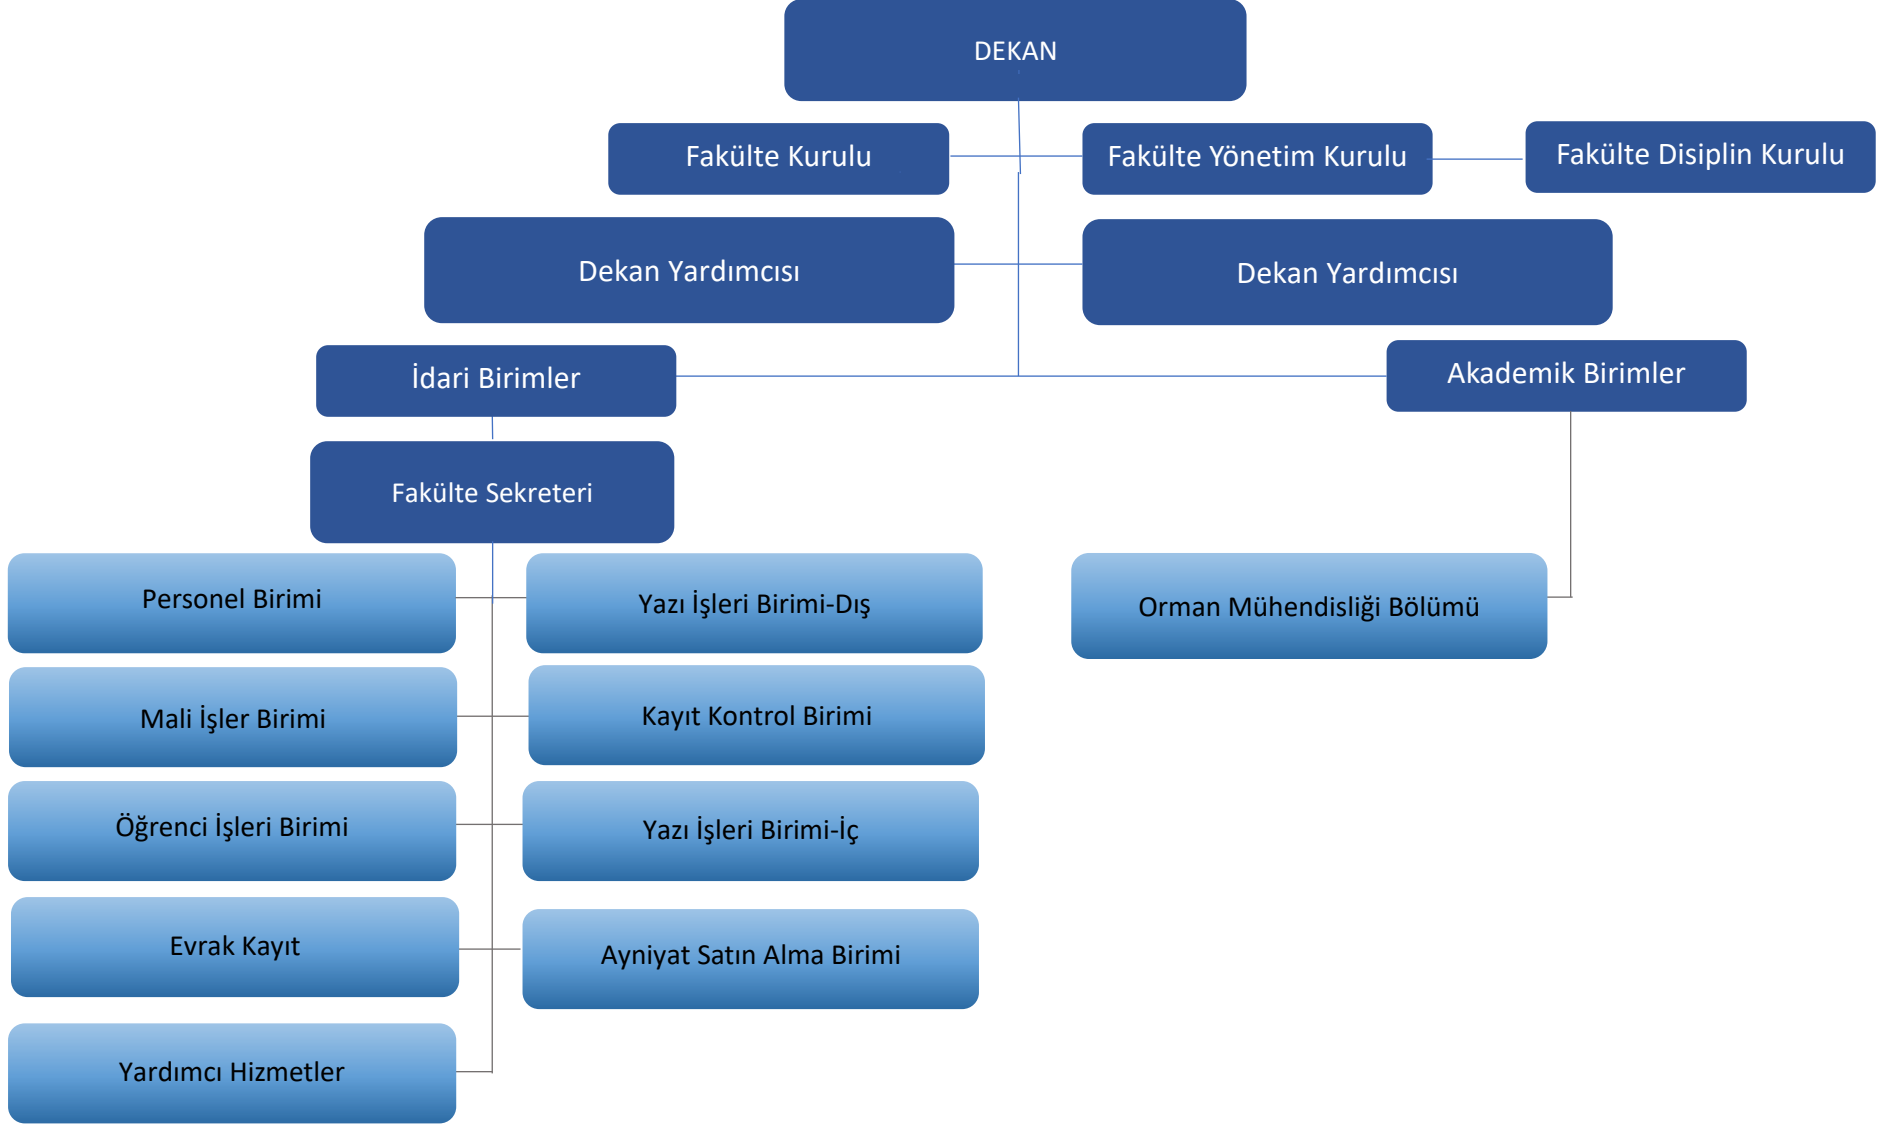 DEKAN
Fakülte Kurulu
Fakülte Yönetim Kurulu
Fakülte Disiplin Kurulu
Dekan Yardımcısı
Dekan Yardımcısı
İdari Birimler
Akademik Birimler
Fakülte Sekreteri
Personel Birimi
Yazı İşleri Birimi-Dış
Orman Mühendisliği Bölümü
Mali İşler Birimi
Kayıt Kontrol Birimi
Öğrenci İşleri Birimi
Yazı İşleri Birimi-İç
Evrak Kayıt
Ayniyat Satın Alma Birimi
Yardımcı Hizmetler